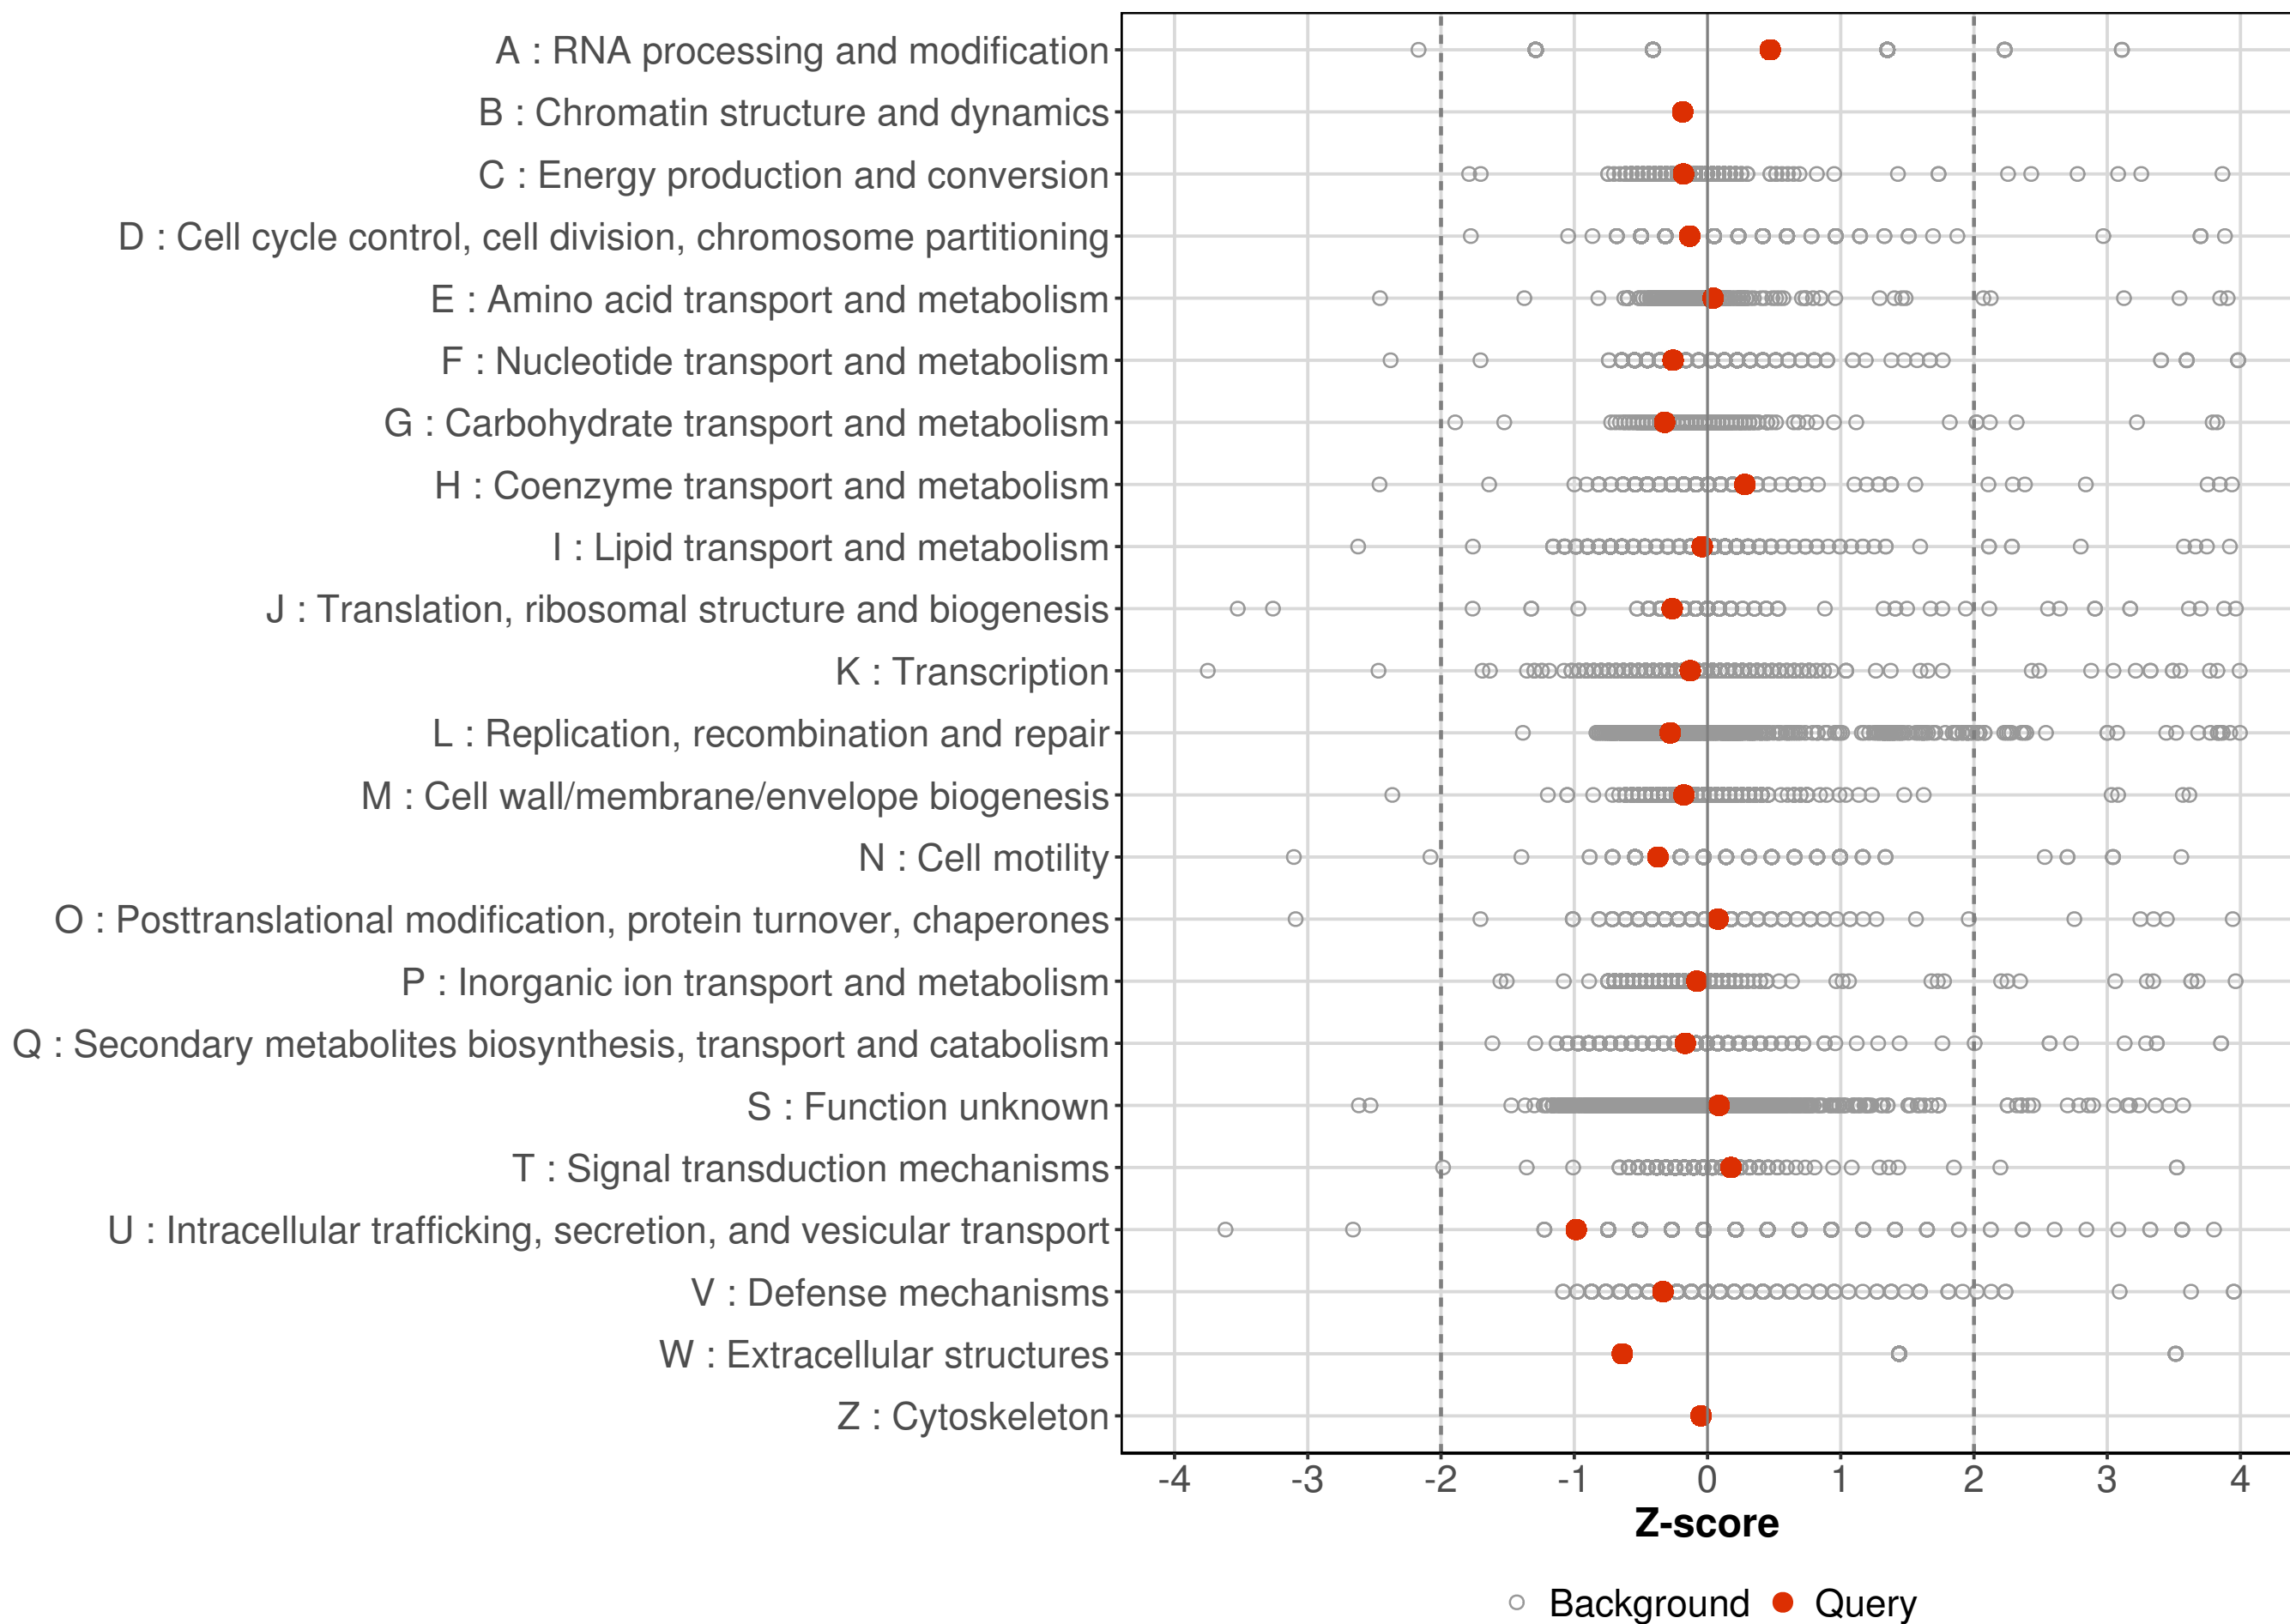 A : RNA processing and modification
B : Chromatin structure and dynamics
C : Energy production and conversion
D : Cell cycle control, cell division, chromosome partitioning
E : Amino acid transport and metabolism
F : Nucleotide transport and metabolism
G : Carbohydrate transport and metabolism
H : Coenzyme transport and metabolism
I : Lipid transport and metabolism
J : Translation, ribosomal structure and biogenesis
K : Transcription
L : Replication, recombination and repair
M : Cell wall/membrane/envelope biogenesis
N : Cell motility
O : Posttranslational modification, protein turnover, chaperones
P : Inorganic ion transport and metabolism
Q : Secondary metabolites biosynthesis, transport and catabolism
S : Function unknown
T : Signal transduction mechanisms
U : Intracellular trafficking, secretion, and vesicular transport
V : Defense mechanisms
W : Extracellular structures
Z : Cytoskeleton
-4 -3 -2 -1 0 1 2 3 4
Z-score
Background Query